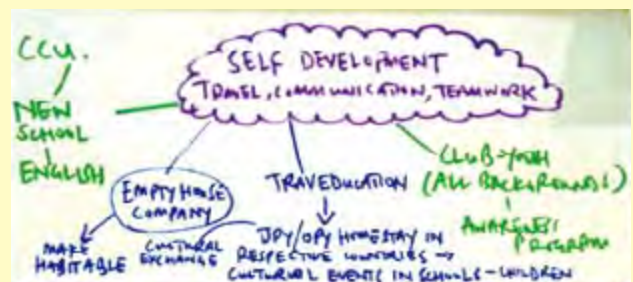 CCU.
SELF DEVELOPMENT
TRAVEL, COMMUNICATION, TEAMWORK
NEW
SCHOOL
ENGLISH
EMPTY HOUSE
COMPANY
MAKE
HABITABLE
CULTURAL
EXCHANGE
TRAVEDUCATION
JPY/OPY HOMESTAY IN
RESPECTIVE COUNTRIES →
CULTURIAL EVENTS IN SCHOOLS - CHILDREN
CLUB-YOUTH
(ALL BACKGROUNDS)
AWARENESS
PROGRAM